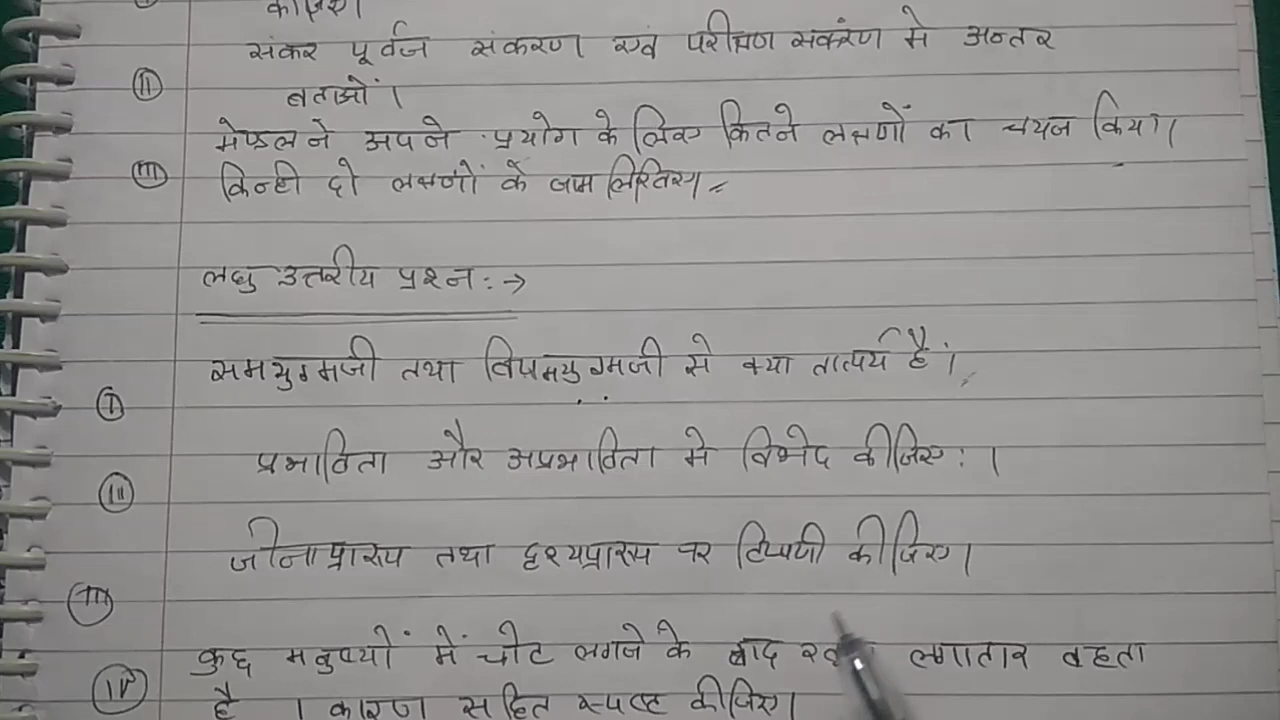 कीजिए।
संकर पूर्वज संकरण एवं परीक्षण संकरण मे अन्तर
II बताओं।
मेण्डल ने अपने प्रयोग के लिए कितने लक्षणों का चयन किया।
III किन्ही दो लक्षणों के नाम लिखिए।
लघु उत्तरीय प्रश्न :→
समयुग्मजी तथा विषमयुग्मजी से क्या तात्पर्य है।
I
प्रभाविता और अप्रभाविता मे विभेद कीजिए: ।
II
जीनाप्रारुप तथा दृश्यप्रारुप पर टिप्पणी कीजिए।
III
कुछ मनुष्यों में चोट लगने के बाद लगातार बहता
IV है । कारण सहित स्पष्ट कीजिए।